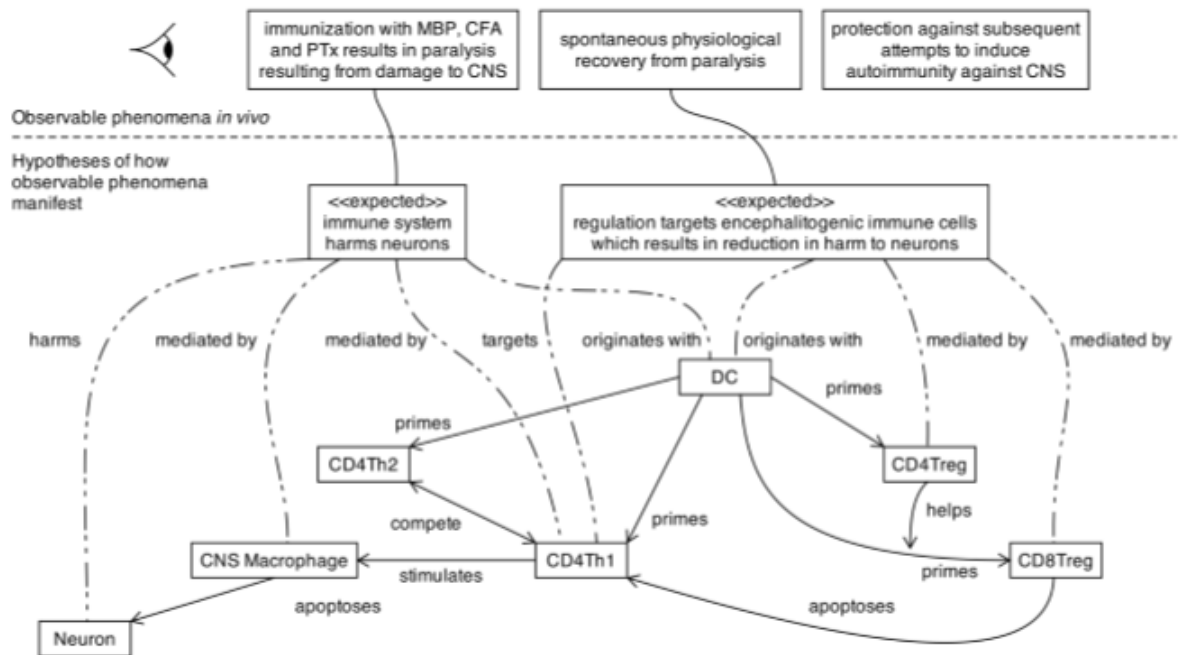 immunization with MBP, CFA
and PTx results in paralysis
resulting from damage to CNS
spontaneous physiological
recovery from paralysis
protection against subsequent
attempts to induce
autoimmunity against CNS
Observable phenomena in vivo
Hypotheses of how
observable phenomena
manifest
<<expected>>
immune system
harms neurons
<<expected>>
regulation targets encephalitogenic immune cells
which results in reduction in harm to neurons
harms
mediated by
mediated by
targets
originates with
originates with
mediated by
mediated by
DC
primes
primes
CD4Th2
CD4Treg
compete
primes
helps
CNS Macrophage
stimulates
CD4Th1
primes
CD8Treg
apoptoses
apoptoses
Neuron